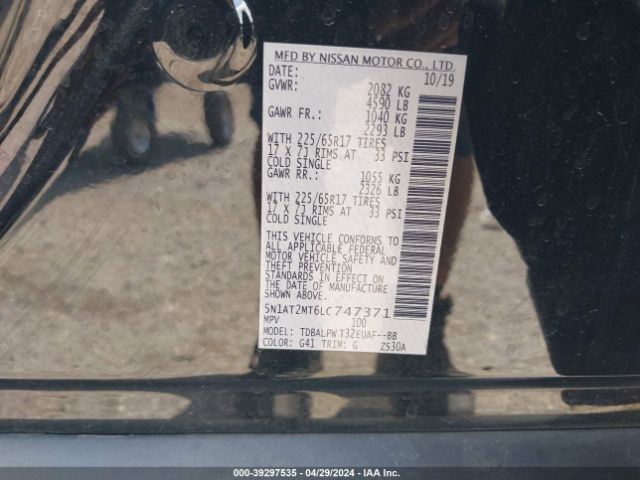 MFD BY NISSAN MOTOR CO., LTD.
DATE: 10/19
GVWR: 2082 KG
4590 LB
GAWR FR.: 1040 KG
2293 LB
WITH 225/65R17 TIRES
17 X 7J RIMS AT 33 PSI
COLD SINGLE
GAWR RR.: 1055 KG
2326 LB
WITH 225/65R17 TIRES
17 X 7J RIMS AT 33 PSI
COLD SINGLE
THIS VEHICLE CONFORMS TO
ALL APPLICABLE FEDERAL
MOTOR VEHICLE SAFETY AND
THEFT PREVENTION
STANDARDS IN EFFECT ON
THE DATE OF MANUFACTURE
SHOWN ABOVE.
5N1AT2MT6LC747371
MPV 100
MODEL: TDBALPW T32EUAF--BB
COLOR: G41 TRIM: G ZS30A
000-39297535 - 04/29/2024 - IAA Inc.